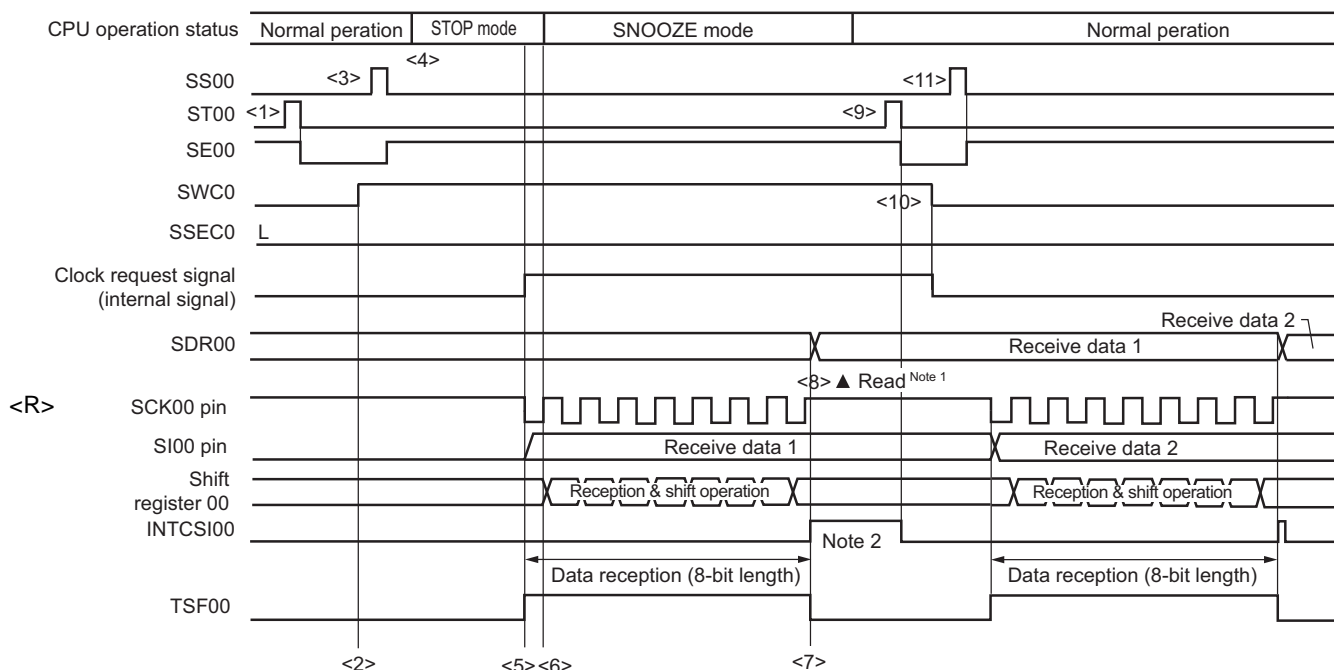 CPU operation status Normal peration STOP mode SNOOZE mode Normal peration
<4>
SS00 <3> <11>
ST00 <1> <9>
SE00
SWC0 <10>
SSEC0 L
Clock request signal
(internal signal)
Receive data 2
SDR00 Receive data 1
<8> ▲ Read Note 1
<R> SCK00 pin
SI00 pin Receive data 1 Receive data 2
Shift
register 00 Reception & shift operation Reception & shift operation
INTCSI00 Note 2
Data reception (8-bit length) Data reception (8-bit length)
TSF00
<2> <5> <6> <7>